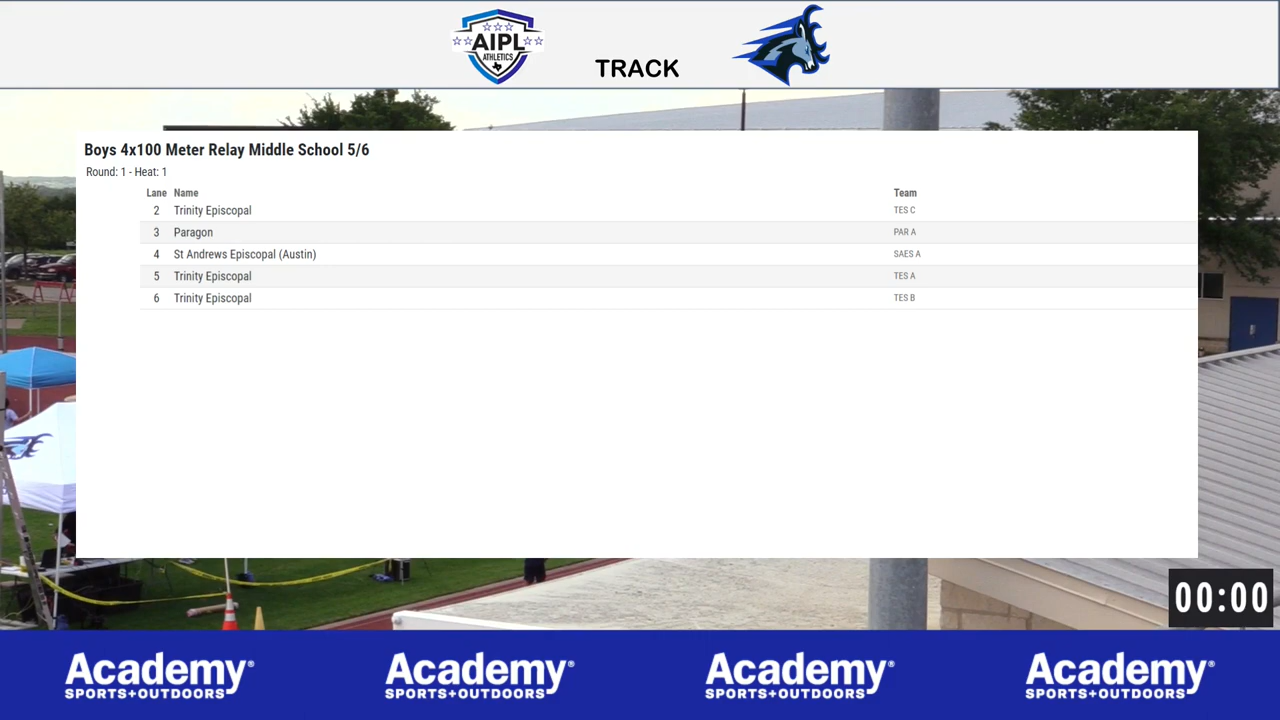 AIPL
ATHLETICS
TRACK
Boys 4x100 Meter Relay Middle School 5/6
Round: 1 - Heat: 1
Lane Name Team
2 Trinity Episcopal TES C
3 Paragon PAR A
4 St Andrews Episcopal (Austin) SAES A
5 Trinity Episcopal TES A
6 Trinity Episcopal TES B
00:00
Academy® Academy® Academy® Academy®
SPORTS+OUTDOORS SPORTS+OUTDOORS SPORTS+OUTDOORS SPORTS+OUTDOORS